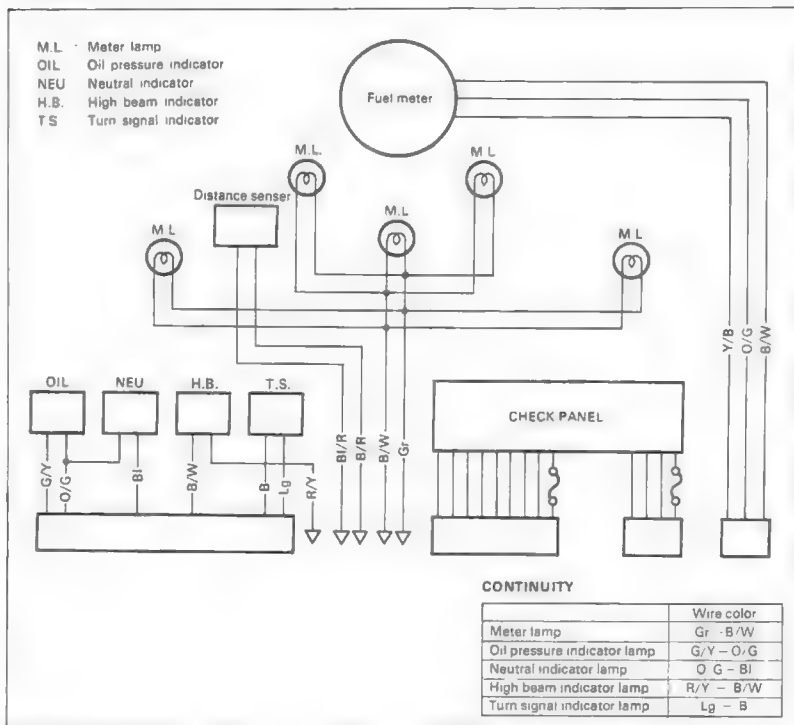 M.L - Meter lamp
OIL Oil pressure indicator
NEU Neutral indicator
H.B. High beam indicator
T S Turn signal indicator
Fuel meter
M.L.
M L
Distance senser
M L
M L
M L
Y/B
O/G
B/W
OIL
NEU
H.B.
T.S.
CHECK PANEL
G/Y
O/G
Bl
B/W
B
Lg
R/Y
Bl/R
B/R
B/W
Gr
CONTINUITY
Wire color
Meter lamp Gr - B/W
Oil pressure indicator lamp G/Y – O/G
Neutral indicator lamp O G – Bl
High beam indicator lamp R/Y – B/W
Turn signal indicator lamp Lg – B